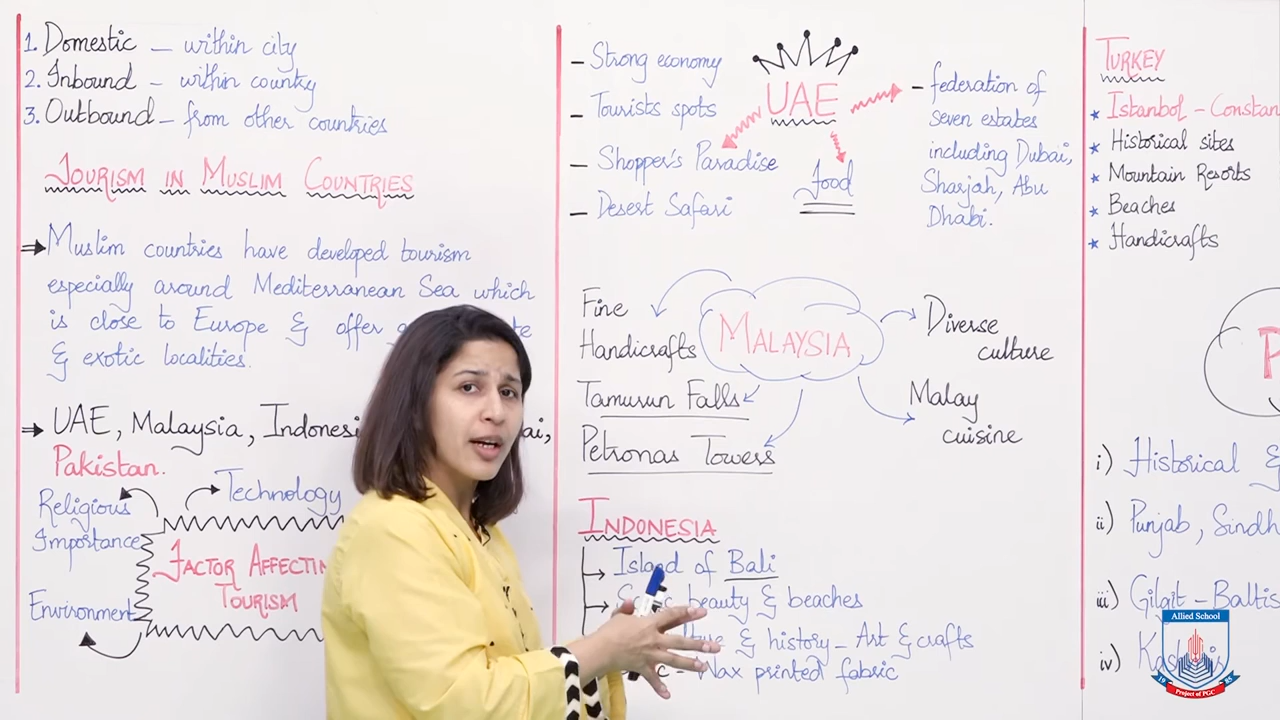 1. Domestic – within city
2. Inbound – within country
3. Outbound – from other countries
Tourism in Muslim Countries
⇒ Muslim countries have developed tourism
especially around Mediterranean Sea which
is close to Europe & offer
& exotic localities.
⇒ UAE, Malaysia,
Pakistan.
Religious
Importance
Technology
Environment
Factor
Tourism
– Strong economy
– Tourists spots
– Shopper's Paradise
– Desert Safari
UAE
Food
– federation of
seven estates
including Dubai,
Sharjah, Abu
Dhabi.
Malaysia
Fine
Handicrafts
Tamusun Falls
Petronas Towers
Diverse
culture
Malay
cuisine
Indonesia
Island of Bali
beauty & beaches
& history – Art & crafts
– Wax printed fabric
Turkey
* Istanbol –
* Historical sites
* Mountain Resorts
* Beaches
* Handicrafts
i) Historical &
ii) Punjab, Sindh
iii) Gilgit –
iv)
Allied School
1985
Project of PGC